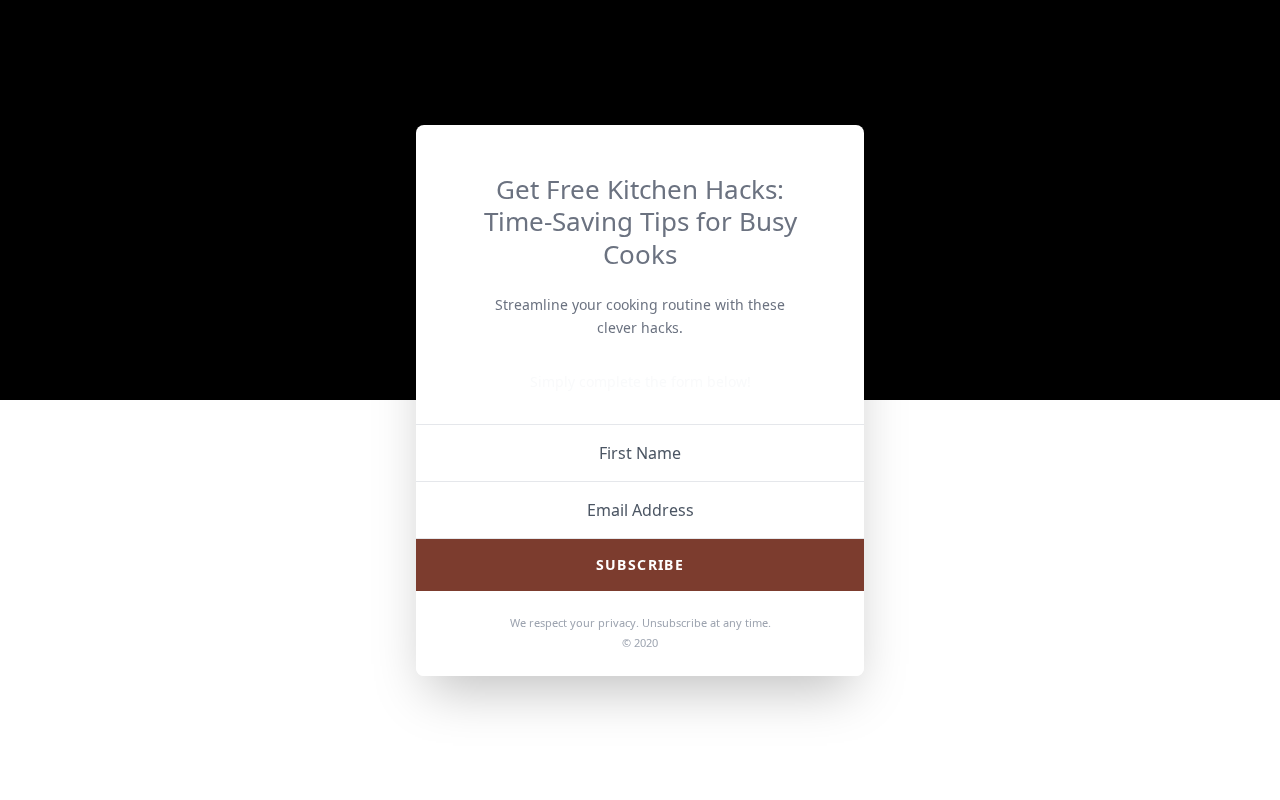 Get Free Kitchen Hacks:
Time-Saving Tips for Busy
Cooks
Streamline your cooking routine with these
clever hacks.
Simply complete the form below!
First Name
Email Address
SUBSCRIBE
We respect your privacy. Unsubscribe at any time.
© 2020